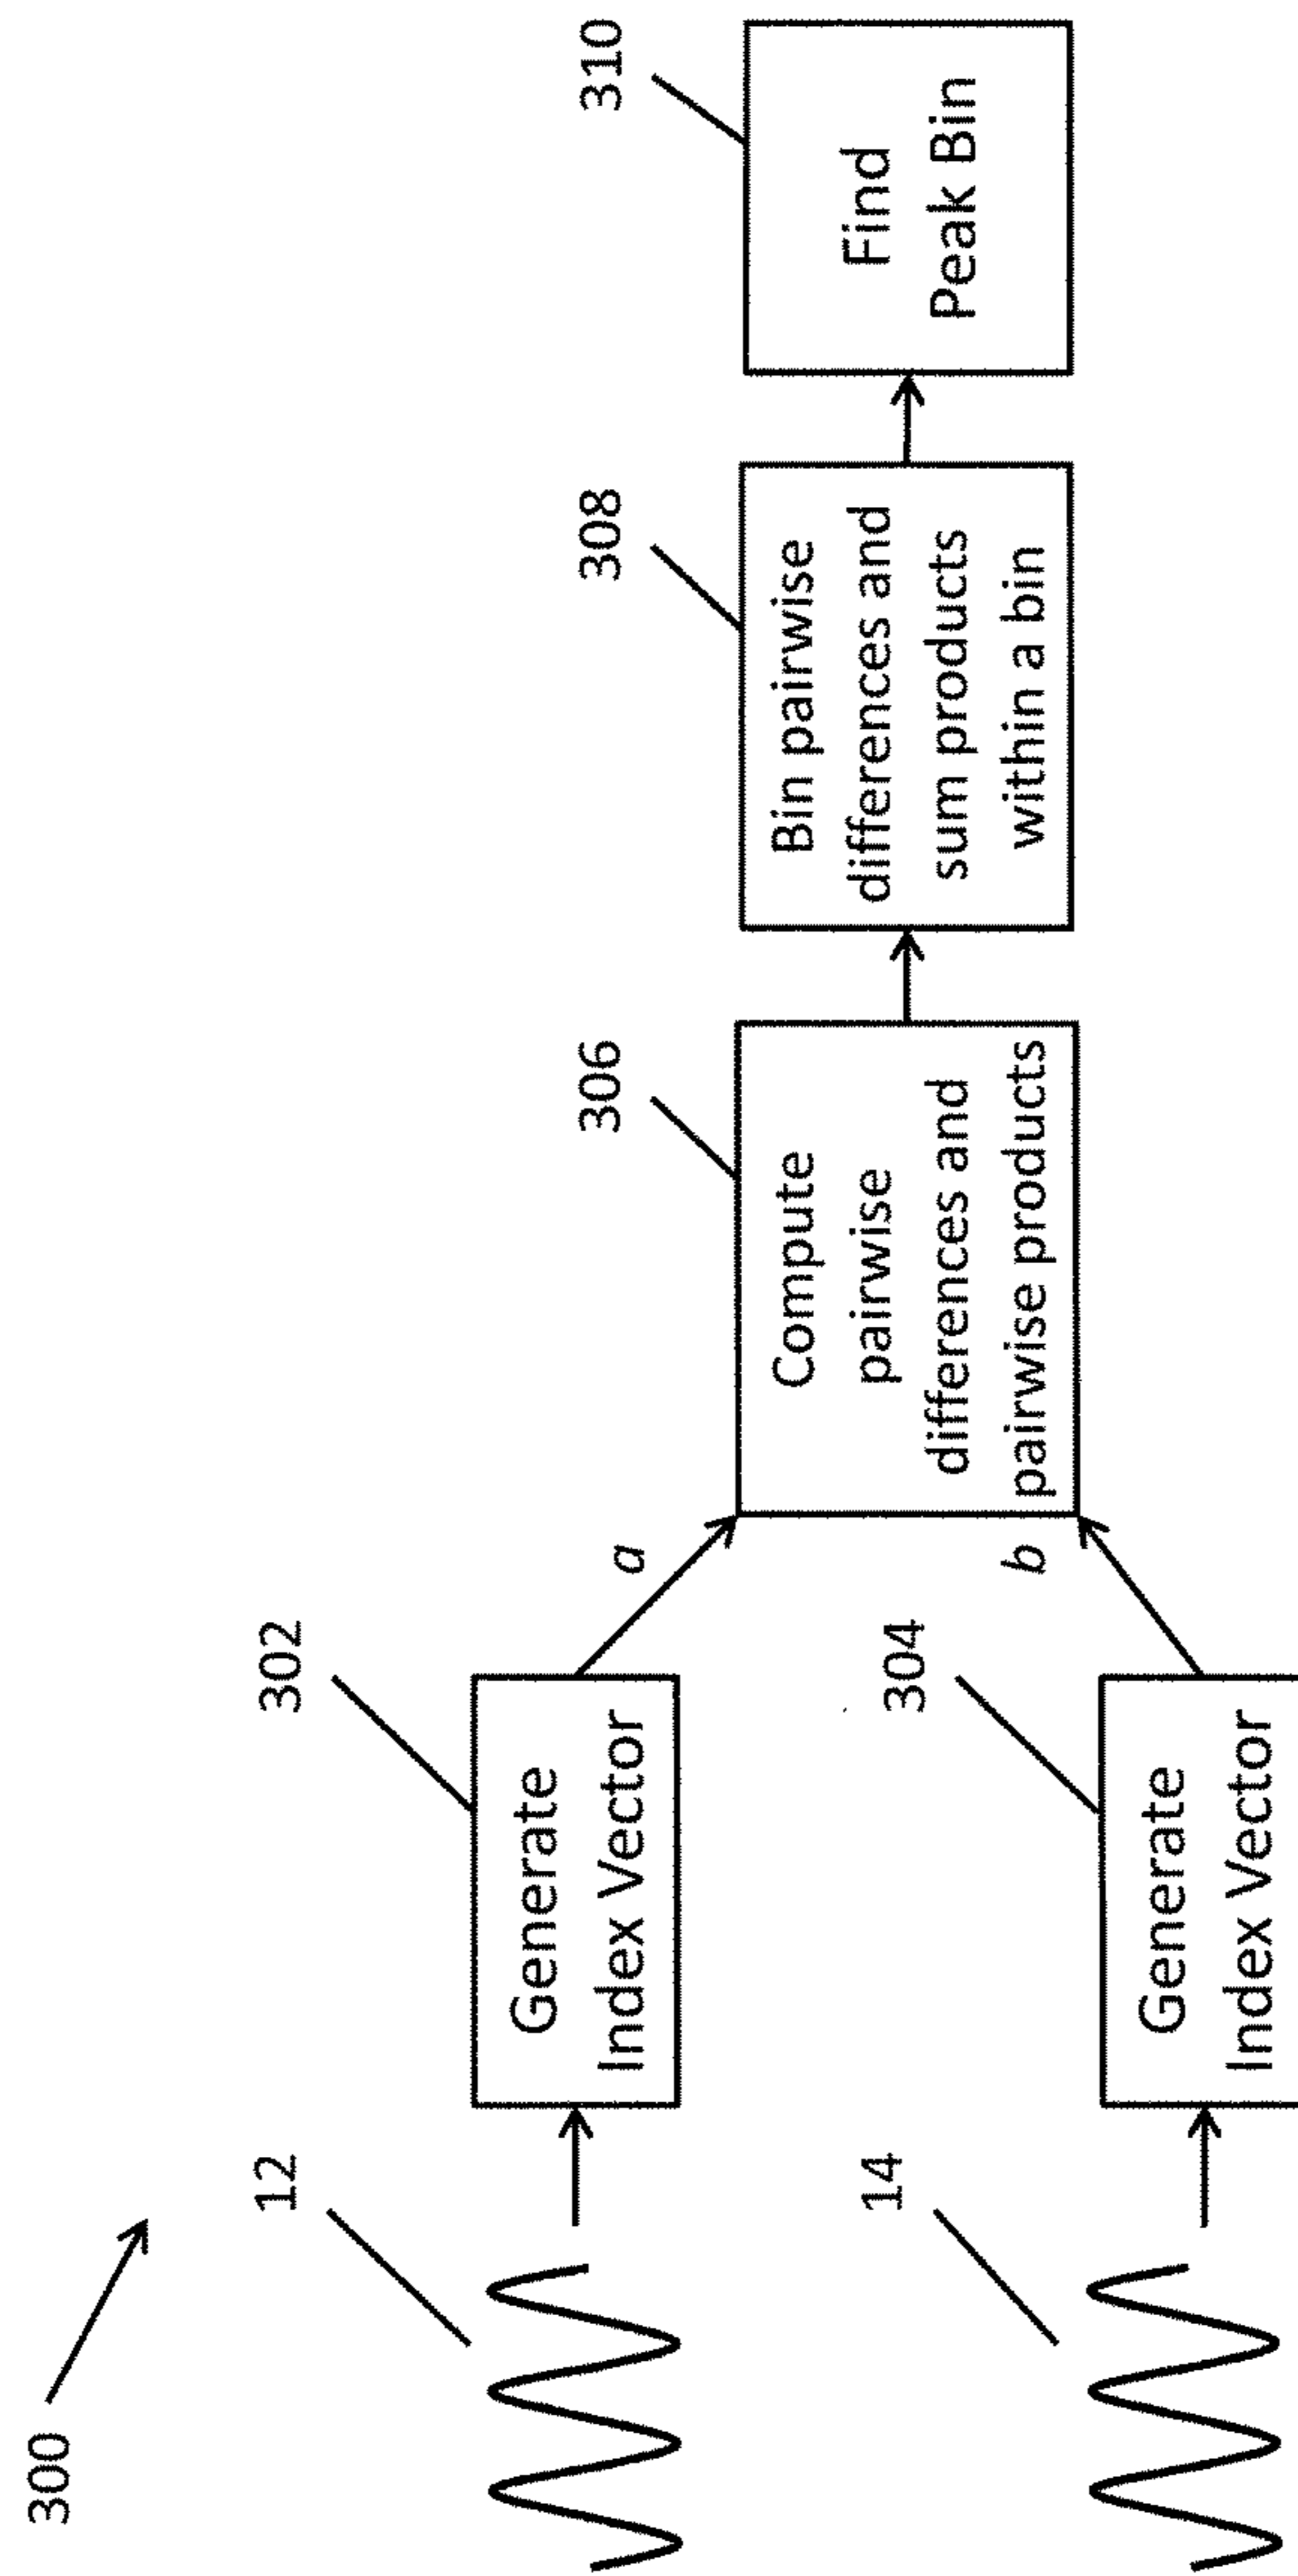 300
12
302
Generate
Index Vector
a
14
304
Generate
Index Vector
b
306
Compute
pairwise
differences and
pairwise products
308
Bin pairwise
differences and
sum products
within a bin
310
Find
Peak Bin